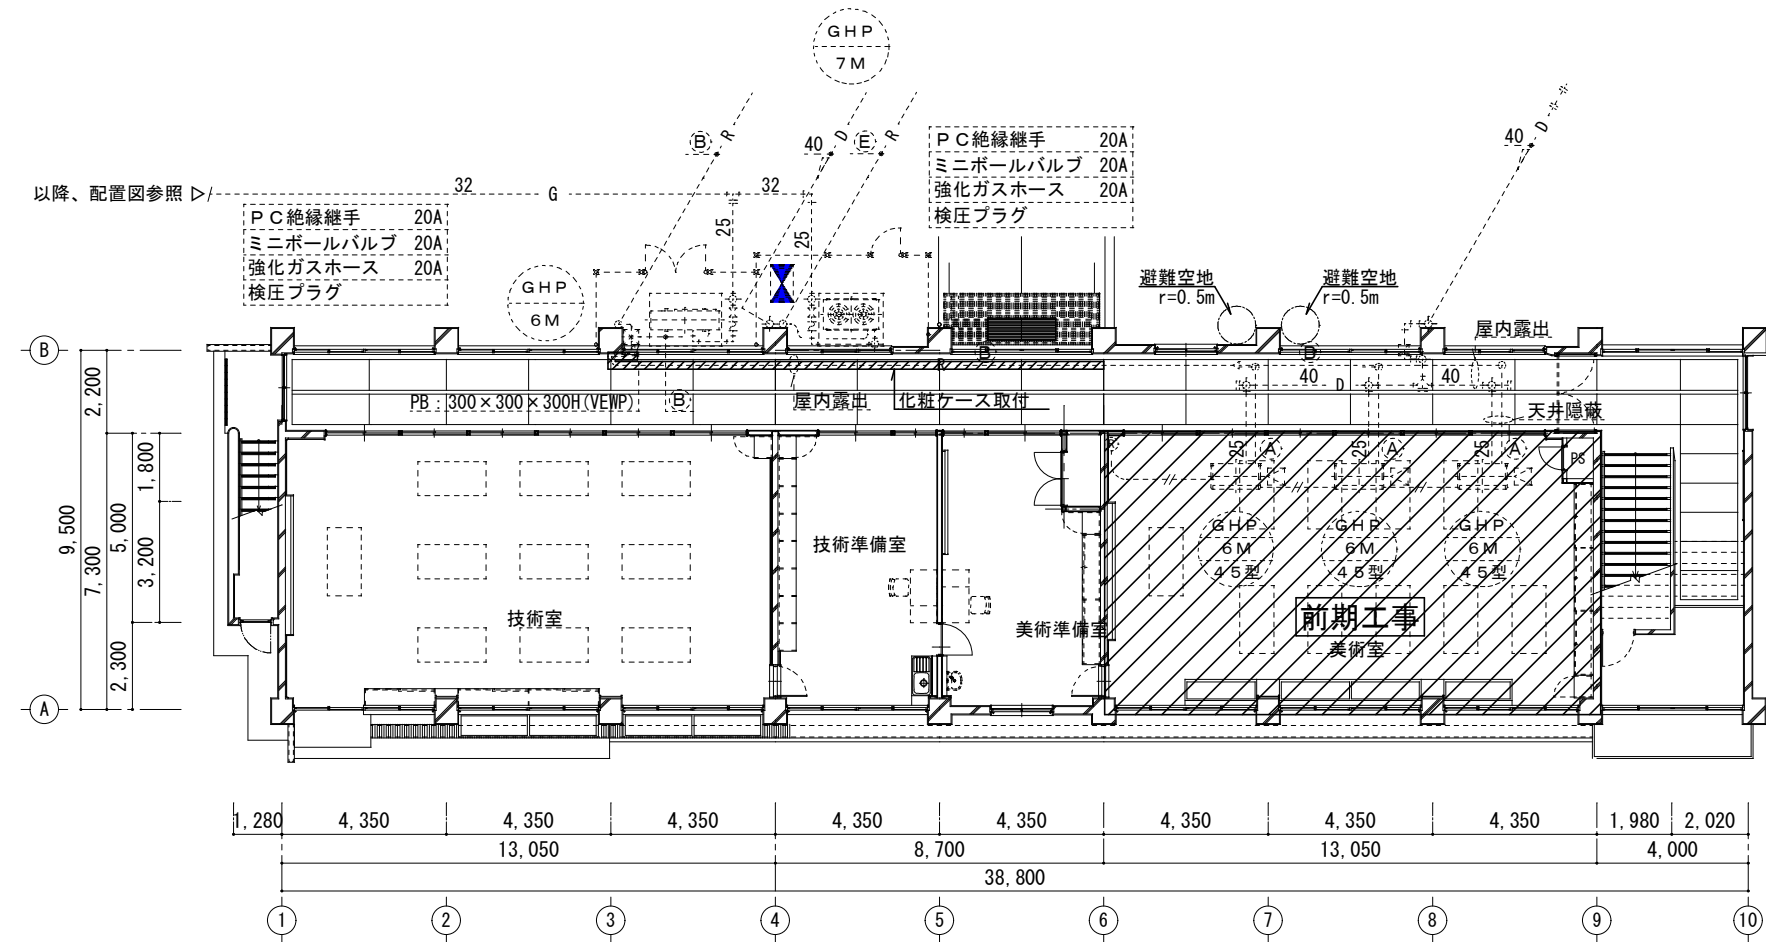 GHP
7M
B
R
40
D
E
R
40
D
PC絶縁継手 20A
ミニボールバルブ 20A
強化ガスホース 20A
検圧プラグ
以降、配置図参照
32
G
32
PC絶縁継手 20A
ミニボールバルブ 20A
強化ガスホース 20A
検圧プラグ
25
25
GHP
6M
避難空地
r=0.5m
避難空地
r=0.5m
屋内露出
B
B
B
40
D
40
PB:300×300×300H(VEWP)
B
屋内露出
化粧ケース取付
天井隠蔽
2,200
1,800
5,000
3,200
9,500
7,300
2,300
A
25
A
25
A
25
A
PS
GHP
6M
45型
GHP
6M
45型
GHP
6M
45型
技術準備室
技術室
美術準備室
前期工事
美術室
1,280
4,350
4,350
4,350
4,350
4,350
4,350
4,350
4,350
1,980
2,020
13,050
8,700
13,050
4,000
38,800
1
2
3
4
5
6
7
8
9
10